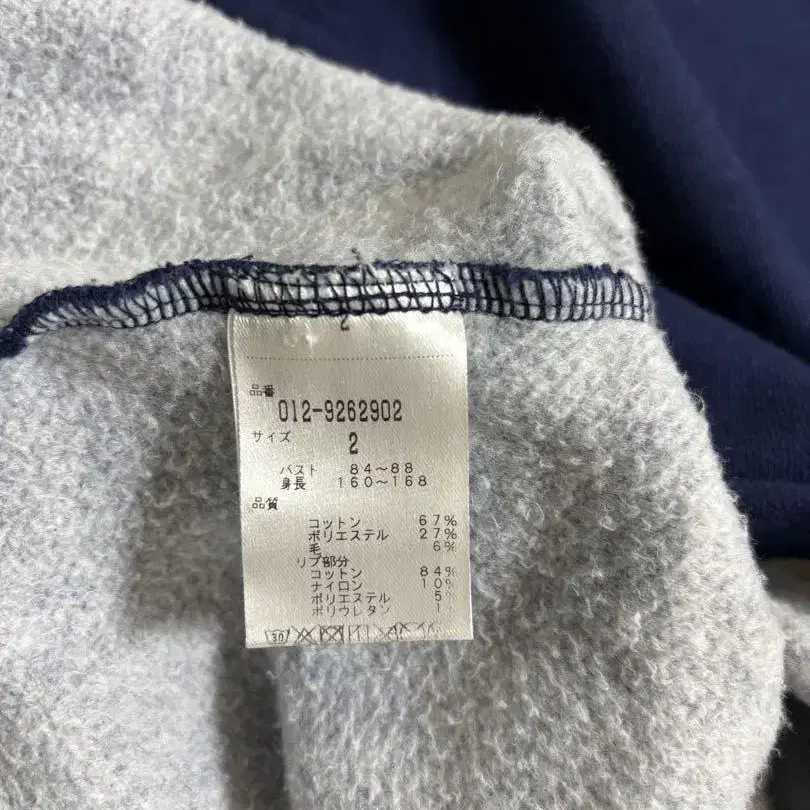 2
品番
012-9262902
サイズ
2
バスト 84〜88
身長 160〜168
品質
コットン 67%
ポリエステル 27%
毛 6%
リブ部分
コットン 84%
ナイロン 10%
ポリエステル 5%
ポリウレタン 1%
30